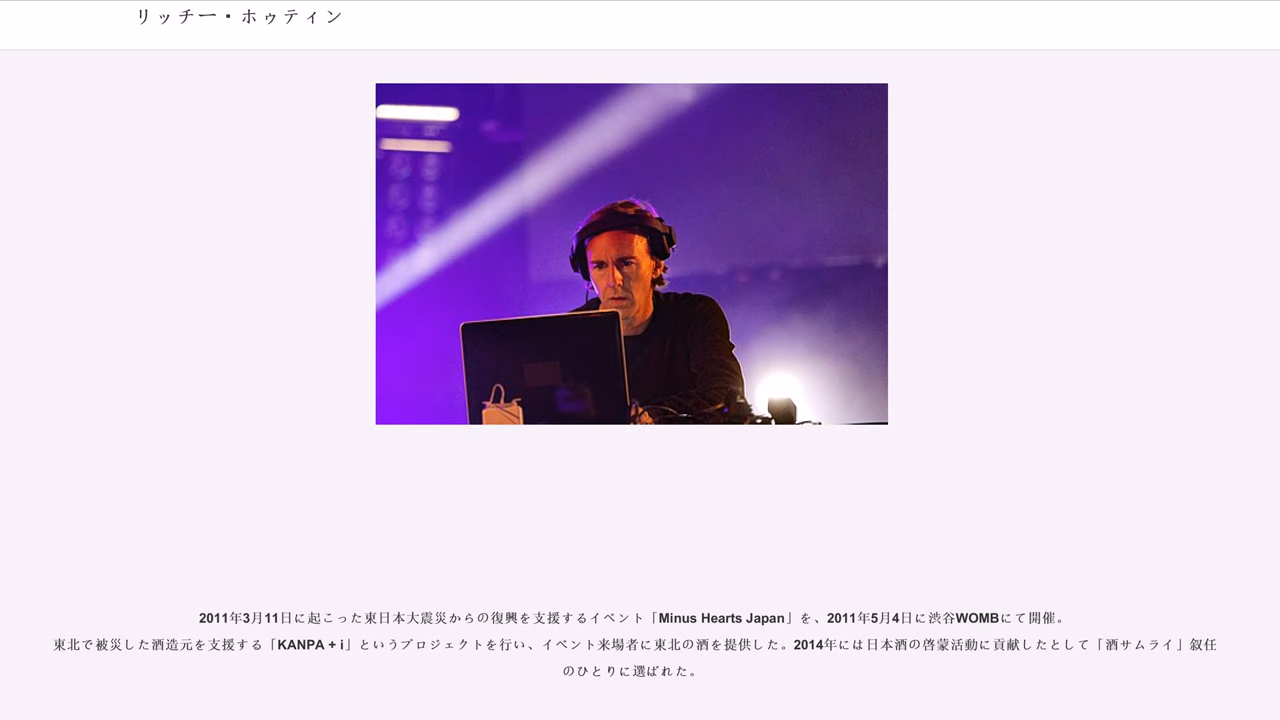 リッチー・ホゥティン
2011年3月11日に起こった東日本大震災からの復興を支援するイベント「Minus Hearts Japan」を、2011年5月4日に渋谷WOMBにて開催。
東北で被災した酒造元を支援する「KANPA + i」というプロジェクトを行い、イベント来場者に東北の酒を提供した。2014年には日本酒の啓蒙活動に貢献したとして「酒サムライ」叙任
のひとりに選ばれた。